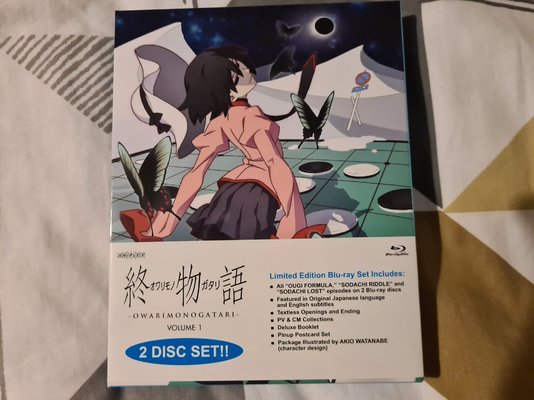 ANIPLEX
Blu-ray Disc
終オワリモノ物ガタリ語
-OWARIMONOGATARI-
VOLUME 1
2 DISC SET!!
Limited Edition Blu-ray Set Includes:
■ All “OUGI FORMULA,” “SODACHI RIDDLE” and
“SODACHI LOST” episodes on 2 Blu-ray discs
■ Featured in Original Japanese language
and English subtitles
■ Textless Openings and Ending
■ PV & CM Collections
■ Deluxe Booklet
■ Pinup Postcard Set
■ Package Illustrated by AKIO WATANABE
(character design)